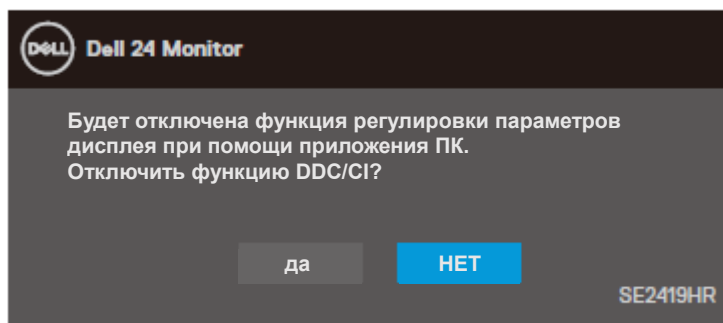 DELL Dell 24 Monitor
Будет отключена функция регулировки параметров
дисплея при помощи приложения ПК.
Отключить функцию DDC/CI?
да НЕТ
SE2419HR